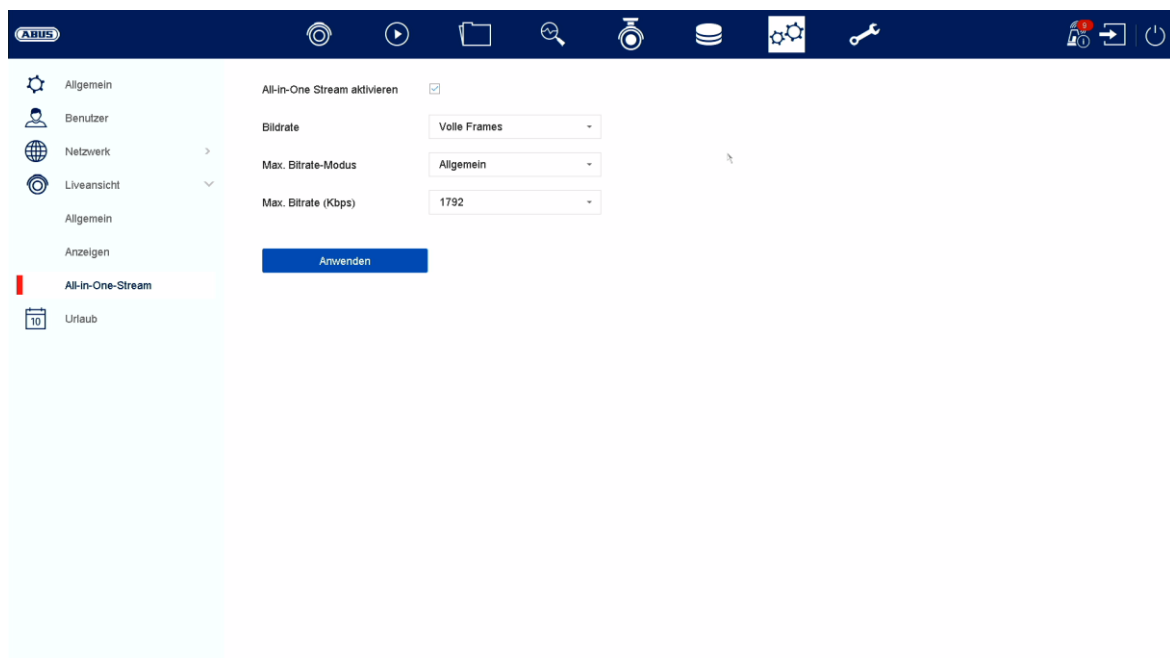 ABUS
9
Allgemein
Benutzer
Netzwerk
Liveansicht
Allgemein
Anzeigen
All-in-One-Stream
10
Urlaub
All-in-One Stream aktivieren
Bildrate Volle Frames
Max. Bitrate-Modus Allgemein
Max. Bitrate (Kbps) 1792
Anwenden